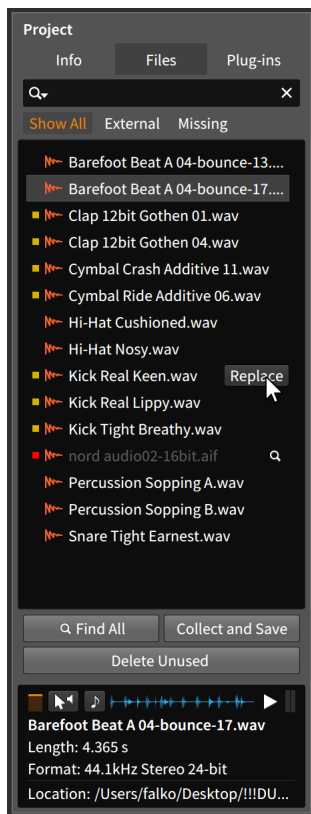 Project
Info Files Plug-ins
Show All External Missing
Barefoot Beat A 04-bounce-13....
Barefoot Beat A 04-bounce-17....
Clap 12bit Gothen 01.wav
Clap 12bit Gothen 04.wav
Cymbal Crash Additive 11.wav
Cymbal Ride Additive 06.wav
Hi-Hat Cushioned.wav
Hi-Hat Nosy.wav
Kick Real Keen.wav Replace
Kick Real Lippy.wav
Kick Tight Breathy.wav
nord audio02-16bit.aif
Percussion Sopping A.wav
Percussion Sopping B.wav
Snare Tight Earnest.wav
Find All Collect and Save
Delete Unused
Barefoot Beat A 04-bounce-17.wav
Length: 4.365 s
Format: 44.1kHz Stereo 24-bit
Location: /Users/falko/Desktop/!!!DU...